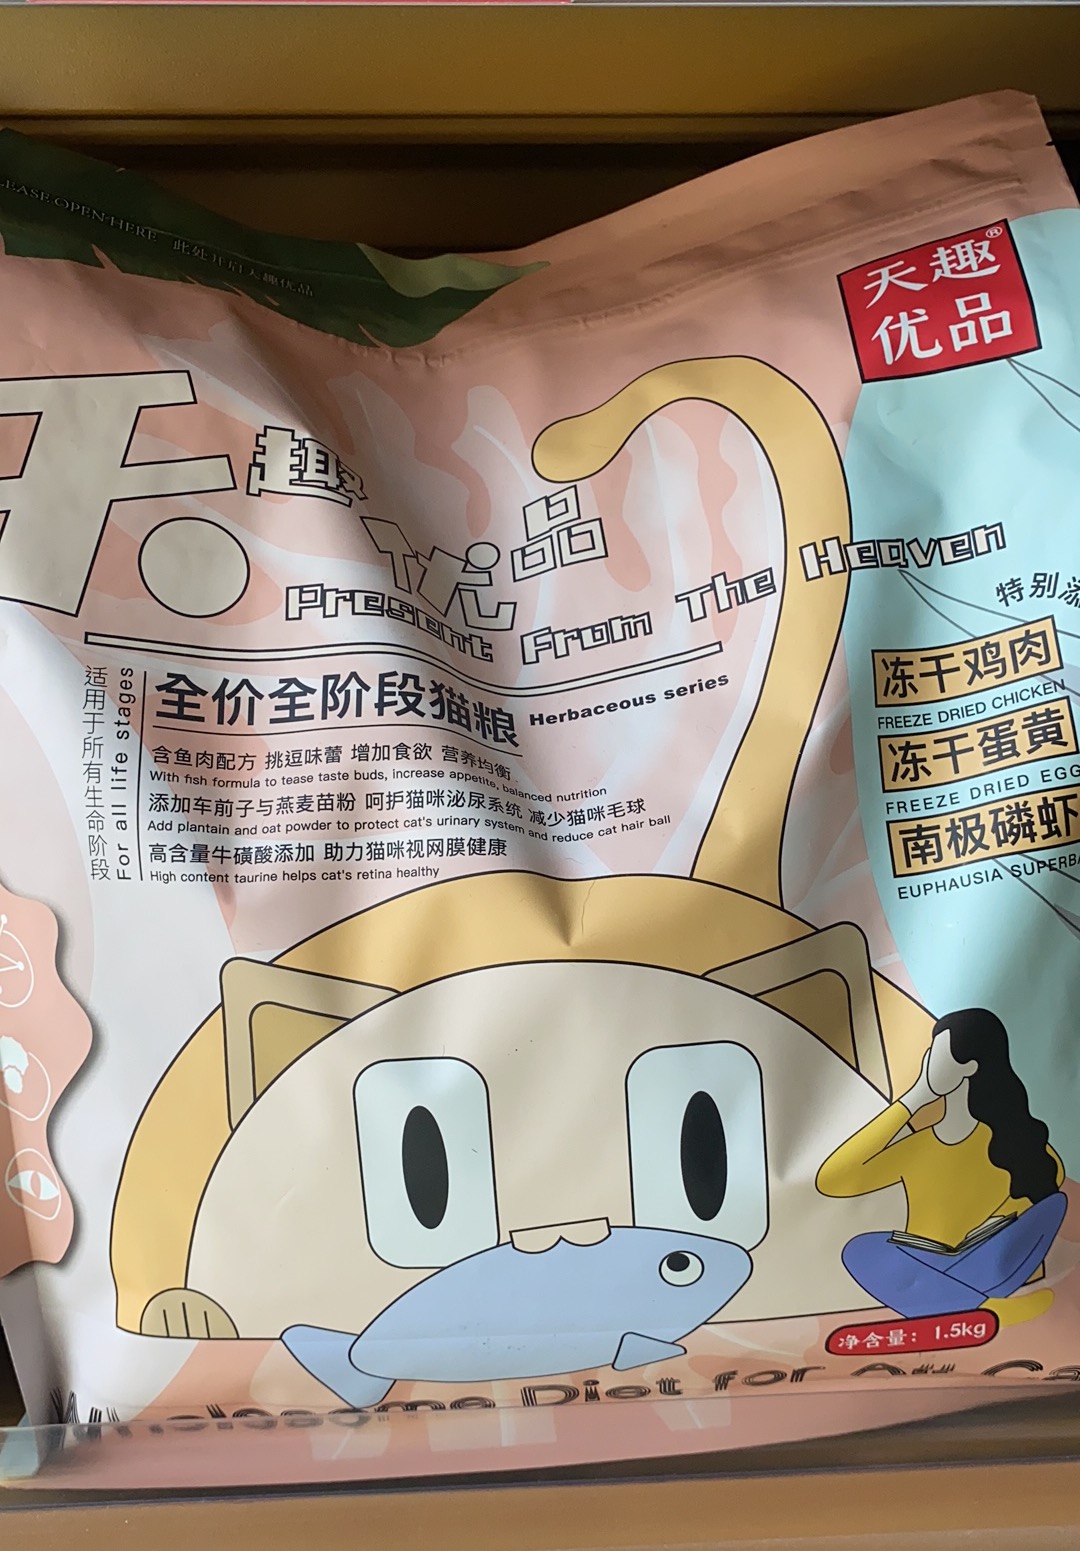 EASE OPEN HERE 此处开启天趣优品
天趣®
优品
天趣优品
Present From The Heaven
适用于所有生命阶段
For all life stages
全价全阶段猫粮
Herbaceous series
含鱼肉配方 挑逗味蕾 增加食欲 营养均衡
With fish formula to tease taste buds, increase appetite, balanced nutrition
添加车前子与燕麦苗粉 呵护猫咪泌尿系统 减少猫咪毛球
Add plantain and oat powder to protect cat's urinary system and reduce cat hair ball
高含量牛磺酸添加 助力猫咪视网膜健康
High content taurine helps cat's retina healthy
特别添
冻干鸡肉
FREEZE DRIED CHICKEN
冻干蛋黄
FREEZE DRIED EGG
南极磷虾
EUPHAUSIA SUPERBA
净含量：1.5kg
Wholesome Diet for